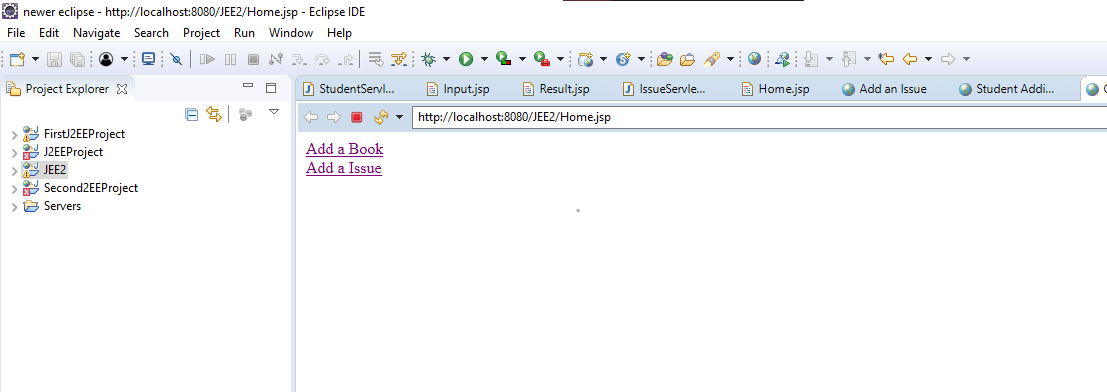 newer eclipse - http://localhost:8080/JEE2/Home.jsp - Eclipse IDE
File Edit Navigate Search Project Run Window Help
Project Explorer
StudentServl... Input.jsp Result.jsp IssueServle... Home.jsp Add an Issue Student Addi...
http://localhost:8080/JEE2/Home.jsp
FirstJ2EEProject
J2EEProject
JEE2
Second2EEProject
Servers
Add a Book
Add a Issue